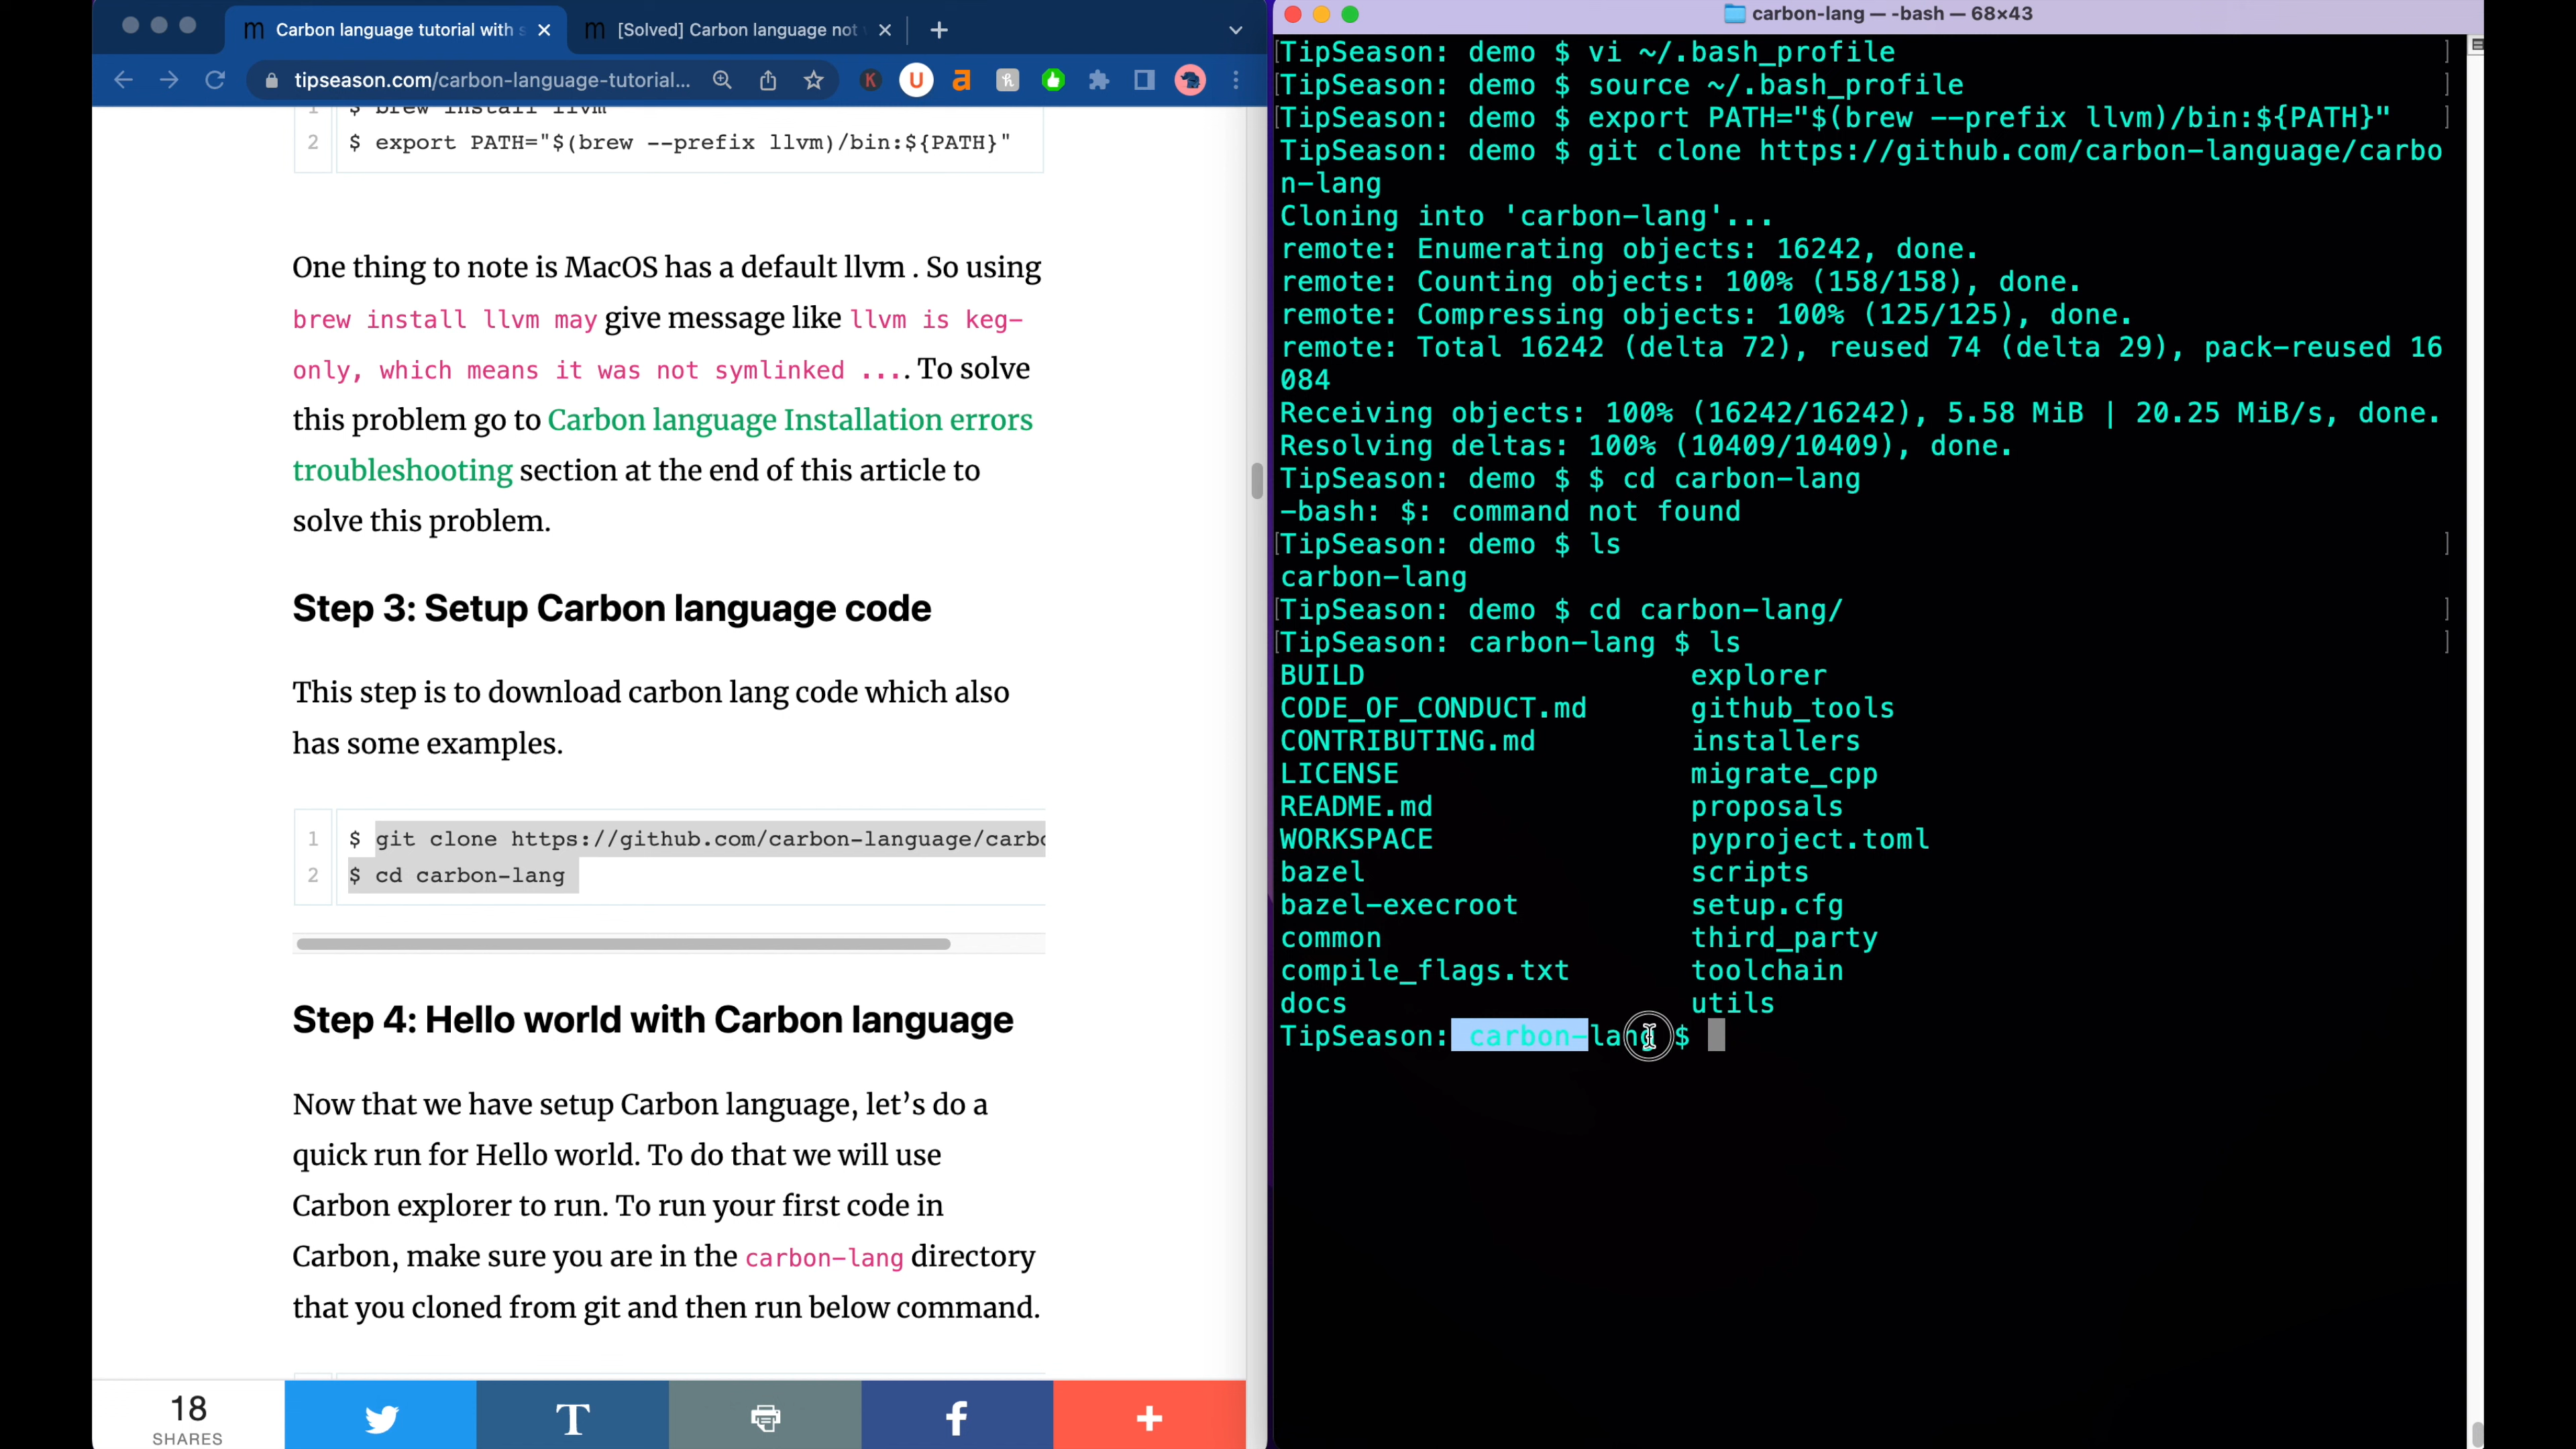 Carbon language tutorial with s
[Solved] Carbon language not
tipseason.com/carbon-language-tutorial...
K
U
a
1 $ brew install llvm
2 $ export PATH="$(brew --prefix llvm)/bin:${PATH}"
One thing to note is MacOS has a default llvm . So using
brew install llvm may give message like llvm is keg-
only, which means it was not symlinked .... To solve
this problem go to Carbon language Installation errors
troubleshooting section at the end of this article to
solve this problem.
Step 3: Setup Carbon language code
This step is to download carbon lang code which also
has some examples.
1 $ git clone https://github.com/carbon-language/carbo
2 $ cd carbon-lang
Step 4: Hello world with Carbon language
Now that we have setup Carbon language, let’s do a
quick run for Hello world. To do that we will use
Carbon explorer to run. To run your first code in
Carbon, make sure you are in the carbon-lang directory
that you cloned from git and then run below command.
18
SHARES
T
carbon-lang — -bash — 68×43
[TipSeason: demo $ vi ~/.bash_profile ]
[TipSeason: demo $ source ~/.bash_profile ]
[TipSeason: demo $ export PATH="$(brew --prefix llvm)/bin:${PATH}" ]
TipSeason: demo $ git clone https://github.com/carbon-language/carbo
n-lang
Cloning into 'carbon-lang'...
remote: Enumerating objects: 16242, done.
remote: Counting objects: 100% (158/158), done.
remote: Compressing objects: 100% (125/125), done.
remote: Total 16242 (delta 72), reused 74 (delta 29), pack-reused 16
084
Receiving objects: 100% (16242/16242), 5.58 MiB | 20.25 MiB/s, done.
Resolving deltas: 100% (10409/10409), done.
TipSeason: demo $ $ cd carbon-lang
-bash: $: command not found
[TipSeason: demo $ ls ]
carbon-lang
[TipSeason: demo $ cd carbon-lang/ ]
[TipSeason: carbon-lang $ ls ]
BUILD explorer
CODE_OF_CONDUCT.md github_tools
CONTRIBUTING.md installers
LICENSE migrate_cpp
README.md proposals
WORKSPACE pyproject.toml
bazel scripts
bazel-execroot setup.cfg
common third_party
compile_flags.txt toolchain
docs utils
TipSeason: carbon-lang $